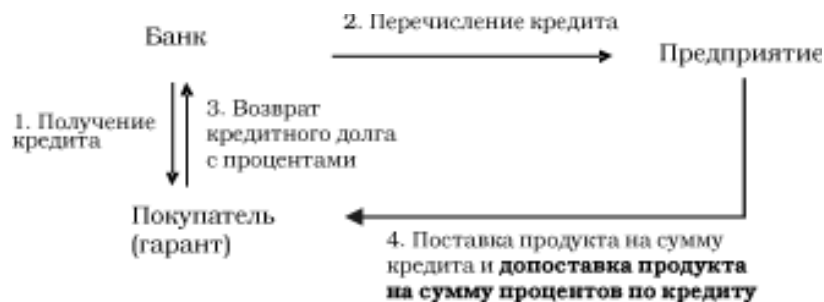 Банк
2. Перечисление кредита
Предприятие
1. Получение
кредита
3. Возврат
кредитного долга
с процентами
Покупатель
(гарант)
4. Поставка продукта на сумму
кредита и допоставка продукта
на сумму процентов по кредиту